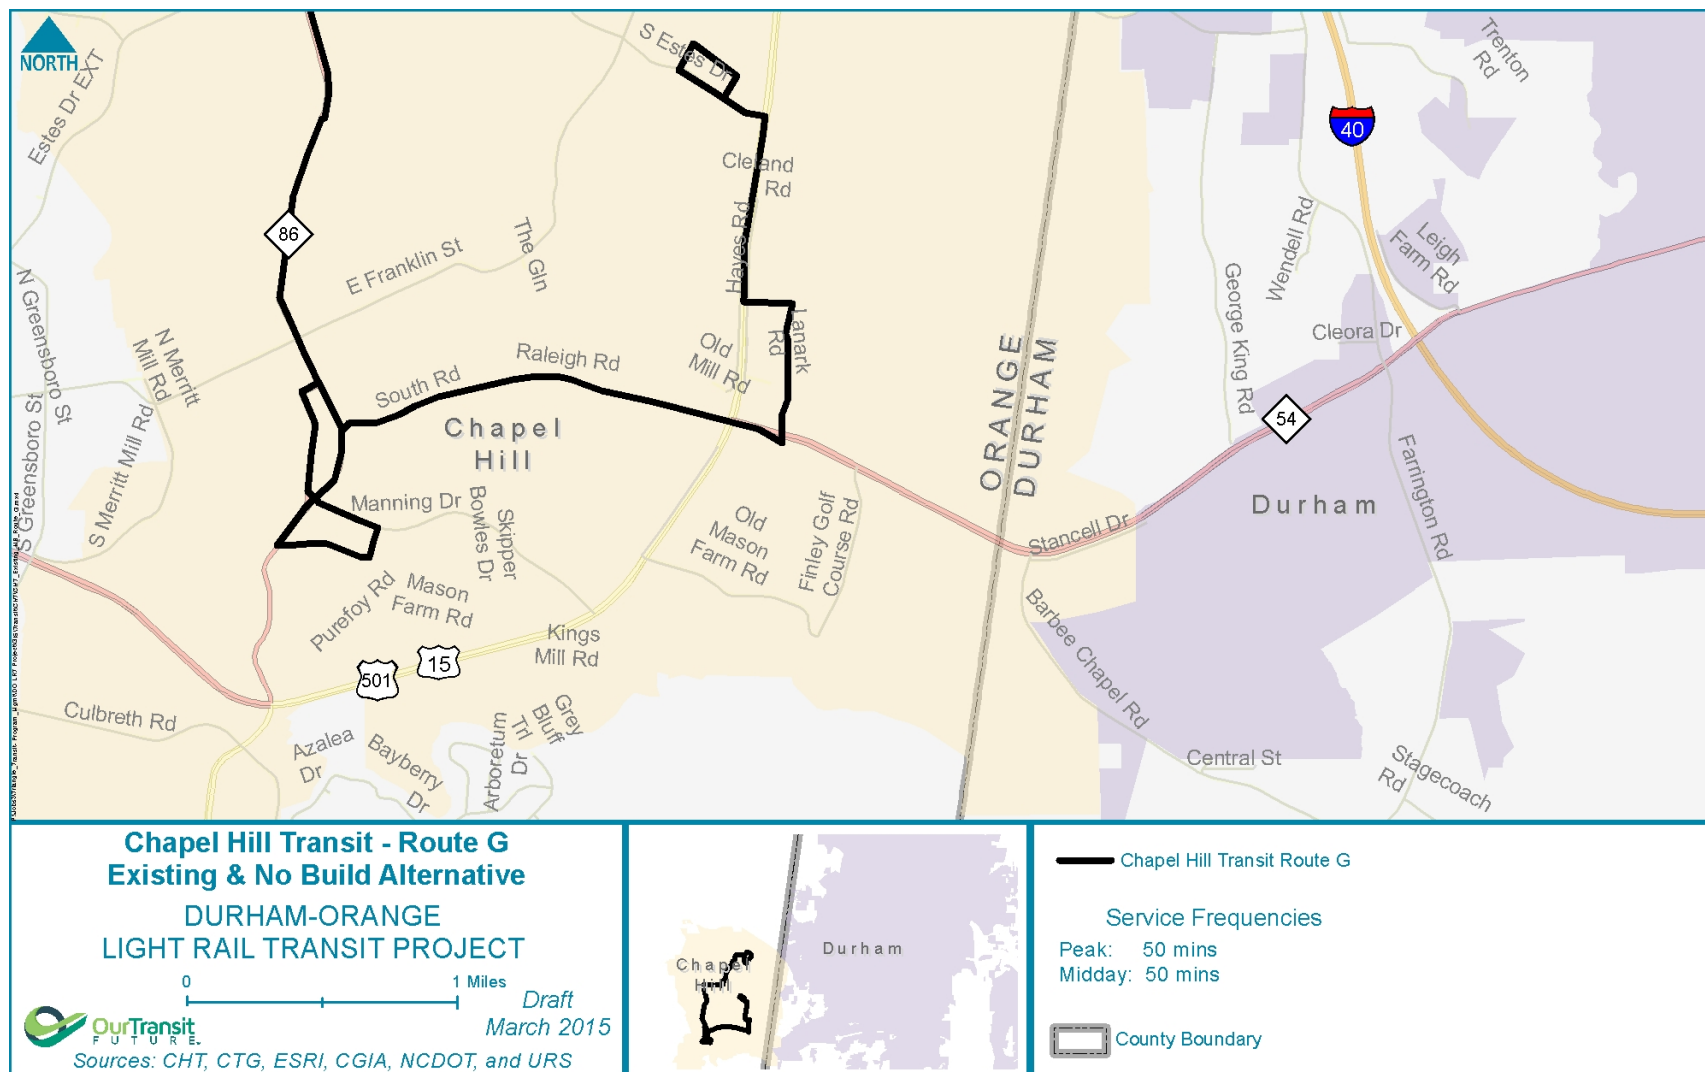 NORTH
Estes Dr EXT
S Estes Dr
Trenton
Rd
40
Cleland
Rd
86
Hayes Rd
The Gln
E Franklin St
Wendell Rd
Leigh
Farm Rd
George King Rd
Cleora Dr
N Greensboro St
N Merritt
Mill Rd
Old
Mill Rd
Lanark
Rd
Raleigh Rd
South Rd
ORANGE
DURHAM
54
Chapel
Hill
S Greensboro St
S Merritt Mill Rd
Manning Dr
Skipper
Bowles Dr
Old
Mason
Farm Rd
Finley Golf
Course Rd
Stancell Dr
Durham
Farrington Rd
Purefoy Rd
Mason
Farm Rd
Kings
Mill Rd
Barbee Chapel Rd
501
15
Culbreth Rd
Azalea
Dr
Bayberry
Dr
Arboretum
Dr
Grey
Bluff
Trl
Central St
Stagecoach
Rd
Chapel Hill Transit - Route G
Existing & No Build Alternative
DURHAM-ORANGE
LIGHT RAIL TRANSIT PROJECT
0 1 Miles
Draft
March 2015
OurTransit
FUTURE
Sources: CHT, CTG, ESRI, CGIA, NCDOT, and URS
Chapel
Hill
Durham
Chapel Hill Transit Route G
Service Frequencies
Peak: 50 mins
Midday: 50 mins
County Boundary